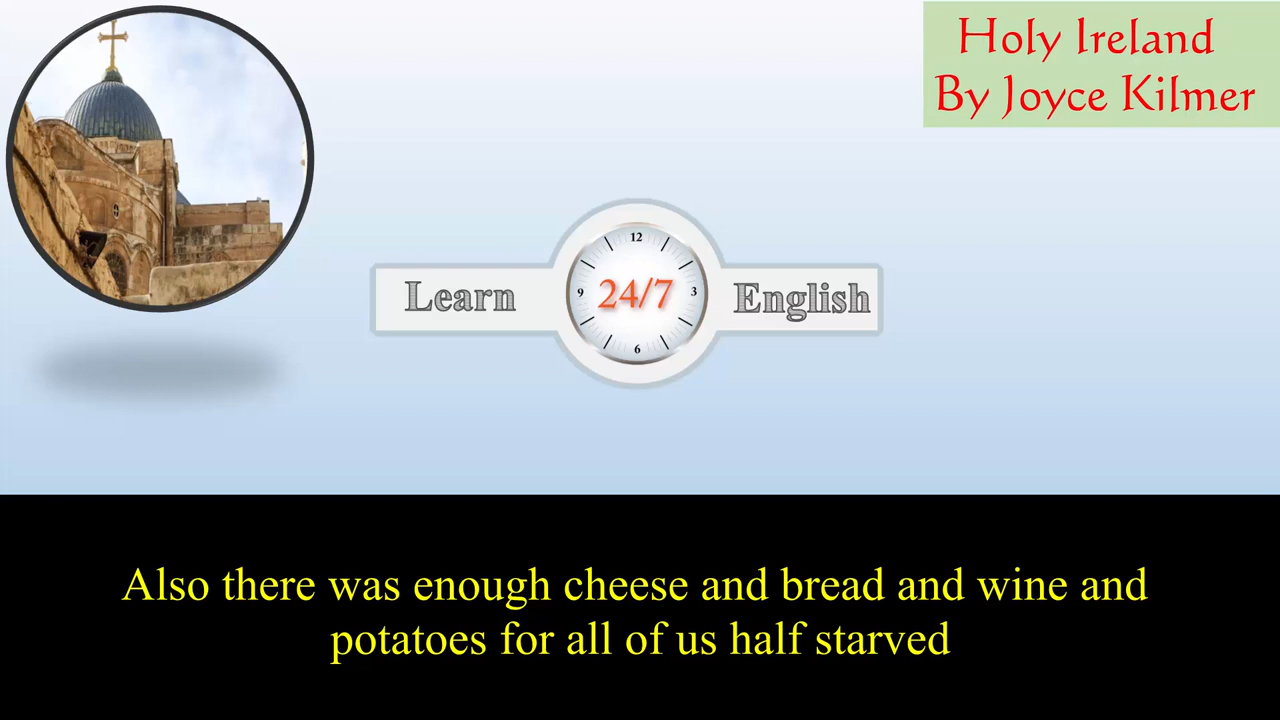 Holy Ireland
By Joyce Kilmer
12
Learn 9 24/7 3 English
6
Also there was enough cheese and bread and wine and
potatoes for all of us half starved